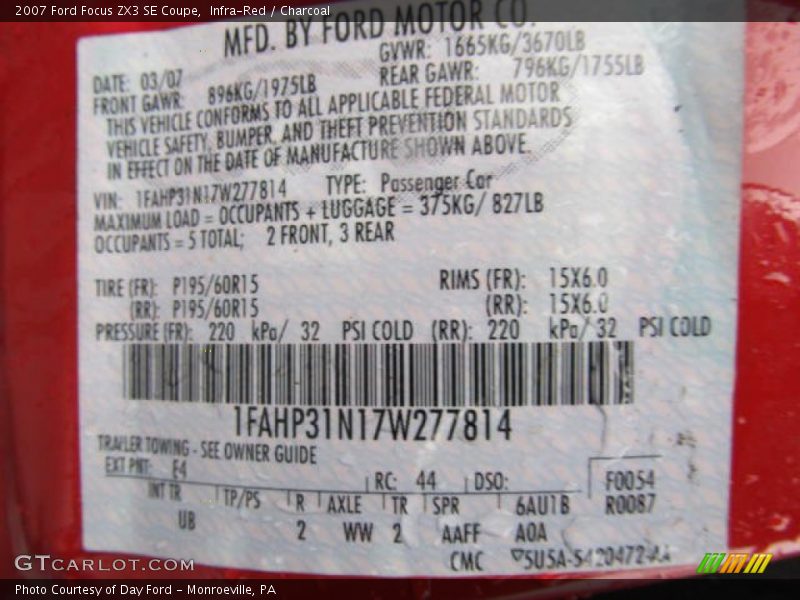 2007 Ford Focus ZX3 SE Coupe,  Infra-Red / Charcoal
MFD. BY FORD MOTOR CO.
DATE: 03/07 GVWR: 1665KG/3670LB
FRONT GAWR: 896KG/1975LB REAR GAWR: 796KG/1755LB
THIS VEHICLE CONFORMS TO ALL APPLICABLE FEDERAL MOTOR
VEHICLE SAFETY, BUMPER, AND THEFT PREVENTION STANDARDS
IN EFFECT ON THE DATE OF MANUFACTURE SHOWN ABOVE.
VIN: 1FAHP31N17W277814 TYPE: Passenger Car
MAXIMUM LOAD = OCCUPANTS + LUGGAGE = 375KG/ 827LB
OCCUPANTS = 5 TOTAL; 2 FRONT, 3 REAR
TIRE (FR): P195/60R15 RIMS (FR): 15X6.0
(RR): P195/60R15 (RR): 15X6.0
PRESSURE (FR): 220 kPa/ 32 PSI COLD (RR): 220 kPa/ 32 PSI COLD
1FAHP31N17W277814
TRAILER TOWING - SEE OWNER GUIDE
EXT PNT: E4 RC: 44 DSO: F0054
INT TR TP/PS R AXLE TR SPR 6AU1B R0087
UB 2 WW 2 AAFF A0A
CMC ▽5U5A-5420472-AA
GTCARLOT.COM
Photo Courtesy of Day Ford - Monroeville, PA